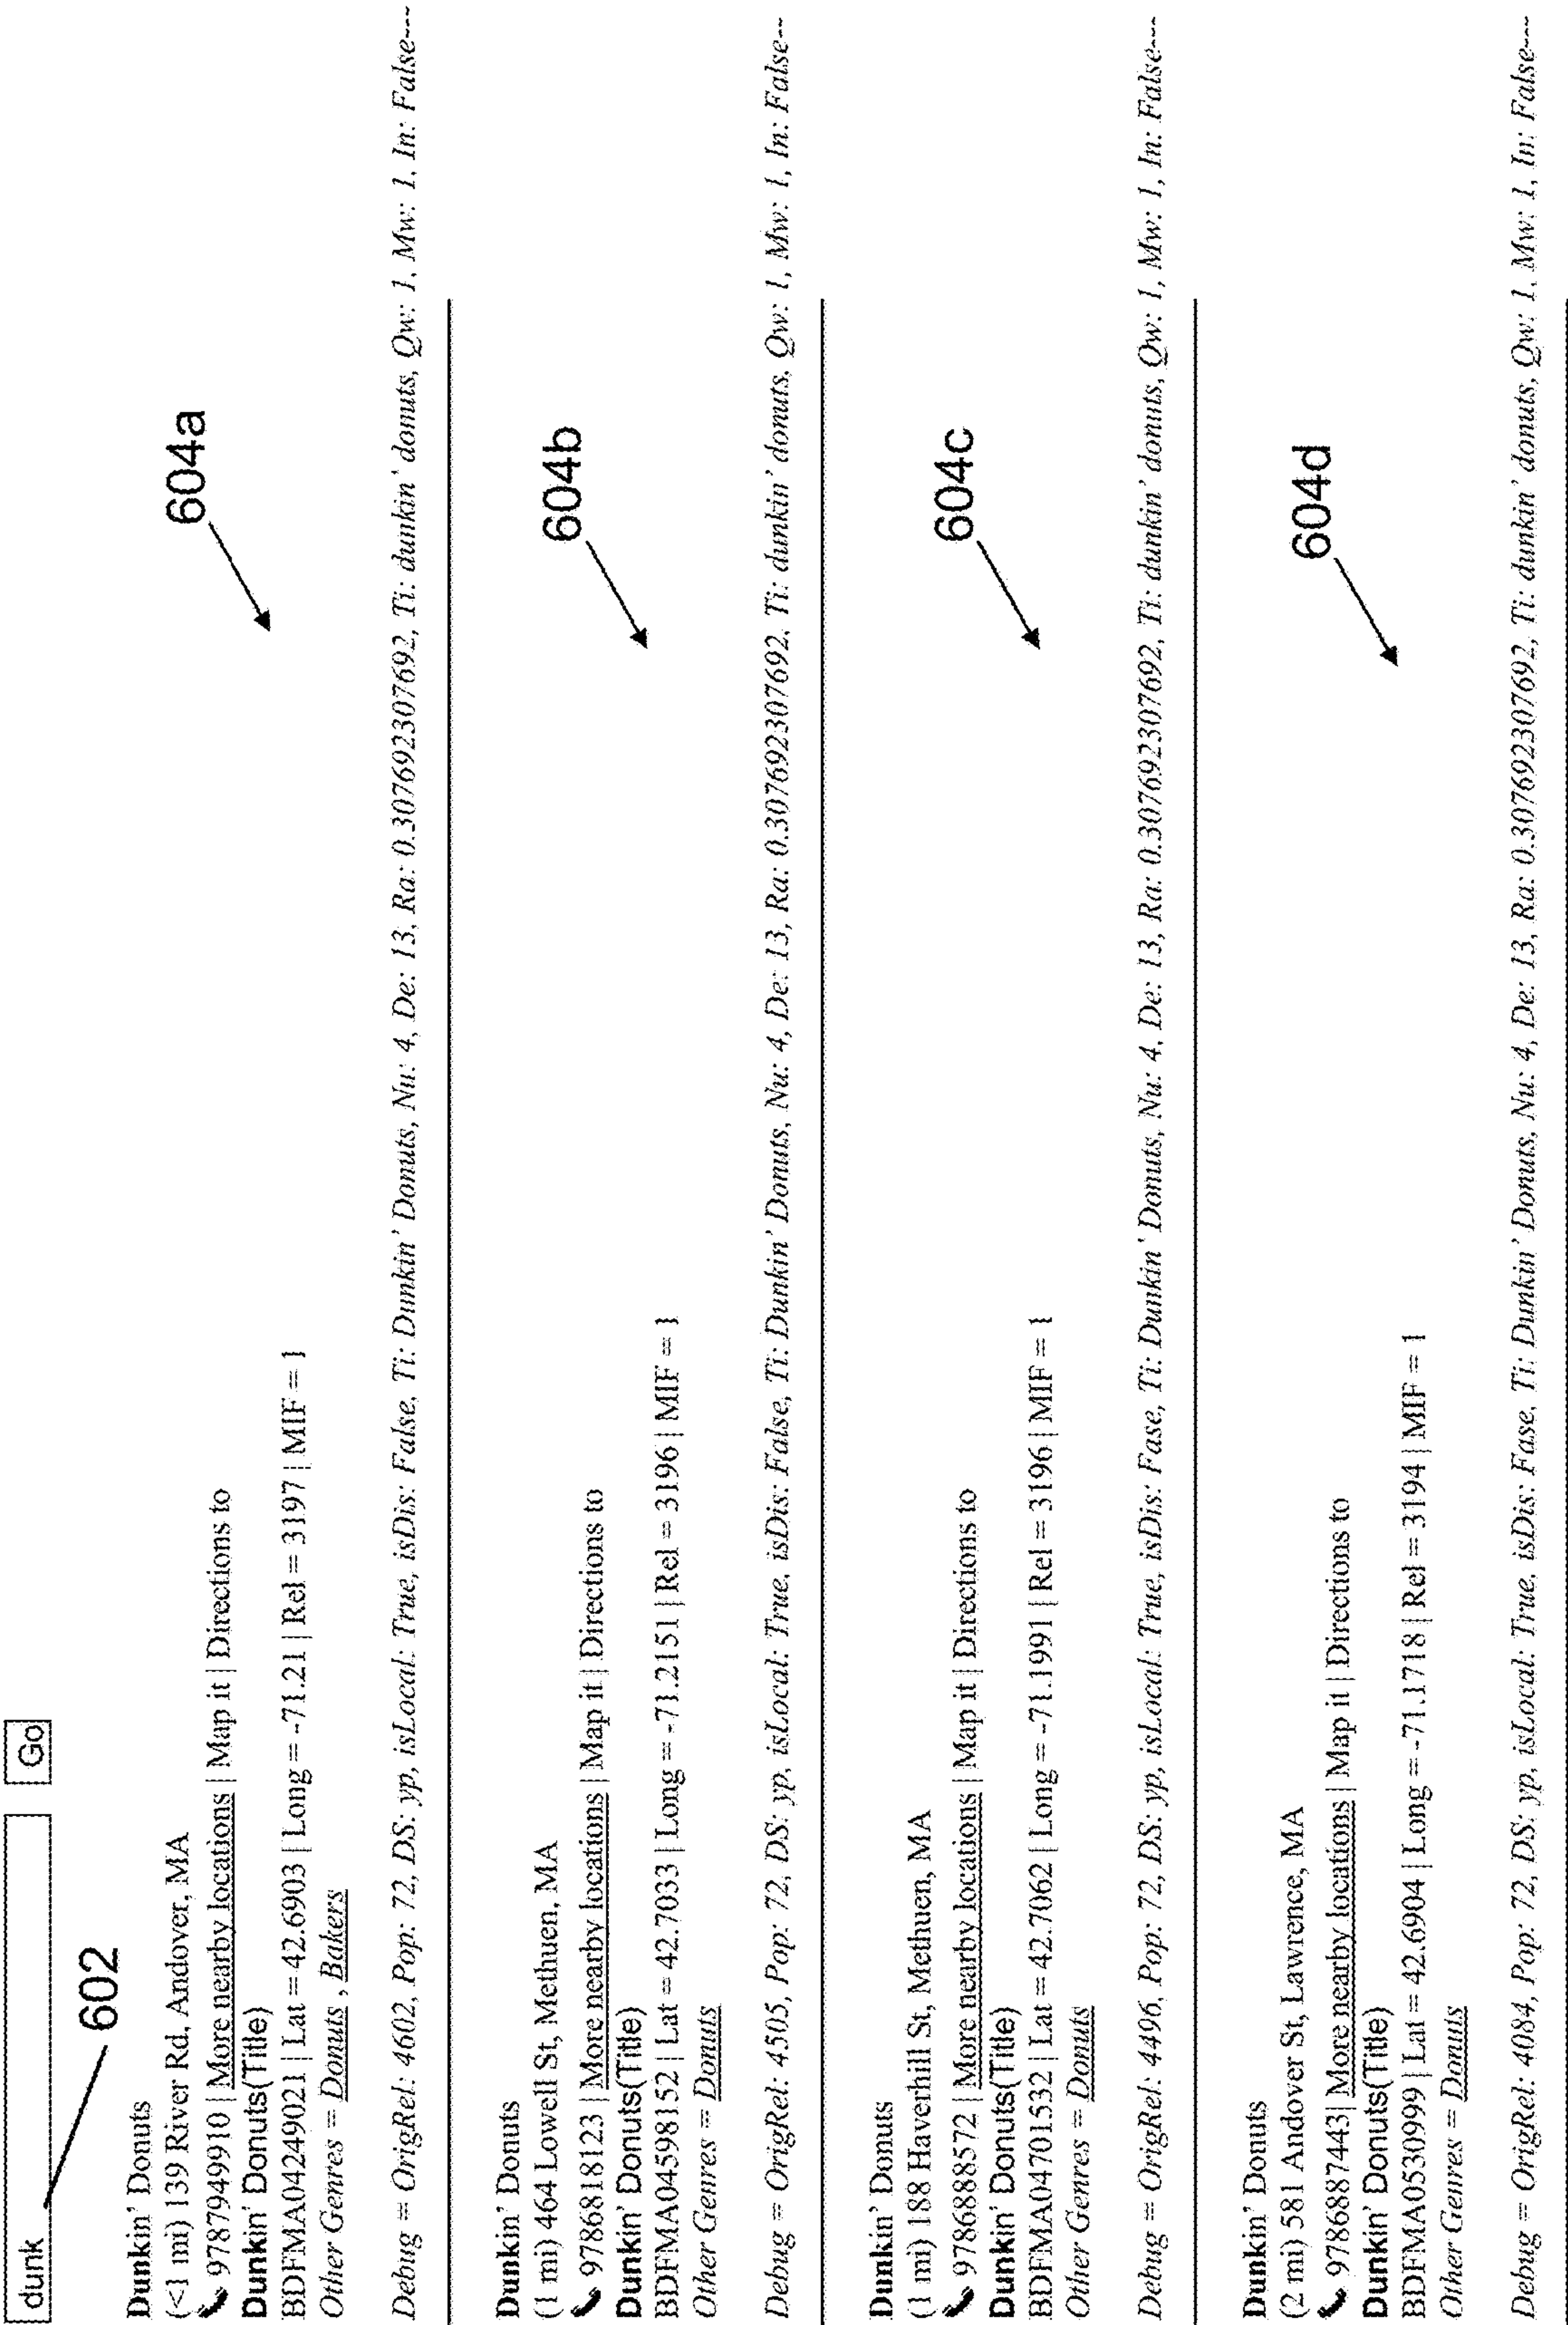 dunk Go
602
Dunkin' Donuts
(<1 mi) 139 River Rd, Andover, MA
9787949910 | More nearby locations | Map it | Directions to
Dunkin' Donuts(Title)
BDFMA04249021 | Lat = 42.6903 | Long = -71.21 | Rel = 3197 | MIF = 1
Other Genres = Donuts , Bakers
604a
Debug = OrigRel: 4602, Pop: 72, DS: yp, isLocal: True, isDis: False, Ti: Dunkin' Donuts, Nu: 4, De: 13, Ra: 0.307692307692, Ti: dunkin' donuts, Qw: 1, Mw: 1, In: False---
Dunkin' Donuts
(1 mi) 464 Lowell St, Methuen, MA
9786818123 | More nearby locations | Map it | Directions to
Dunkin' Donuts(Title)
BDFMA04598152 | Lat = 42.7033 | Long = -71.2151 | Rel = 3196 | MIF = 1
Other Genres = Donuts
604b
Debug = OrigRel: 4505, Pop: 72, DS: yp, isLocal: True, isDis: False, Ti: Dunkin' Donuts, Nu: 4, De: 13, Ra: 0.307692307692, Ti: dunkin' donuts, Qw: 1, Mw: 1, In: False--
Dunkin' Donuts
(1 mi) 188 Haverhill St, Methuen, MA
9786888572 | More nearby locations | Map it | Directions to
Dunkin' Donuts(Title)
BDFMA04701532 | Lat = 42.7062 | Long = -71.1991 | Rel = 3196 | MIF = 1
Other Genres = Donuts
604c
Debug = OrigRel: 4496, Pop: 72, DS: yp, isLocal: True, isDis: Fase, Ti: Dunkin' Donuts, Nu: 4, De: 13, Ra: 0.307692307692, Ti: dunkin' donuts, Qw: 1, Mw: 1, In: False---
Dunkin' Donuts
(2 mi) 581 Andover St, Lawrence, MA
9786887443| More nearby locations | Map it | Directions to
Dunkin' Donuts(Title)
BDFMA0530999 | Lat = 42.6904 | Long = -71.1718 | Rel = 3194 | MIF = 1
Other Genres = Donuts
604d
Debug = OrigRel: 4084, Pop: 72, DS: yp, isLocal: True, isDis: Fase, Ti: Dunkin' Donuts, Nu: 4, De: 13, Ra: 0.307692307692, Ti: dunkin' donuts, Qw: 1, Mw: 1, In: False---